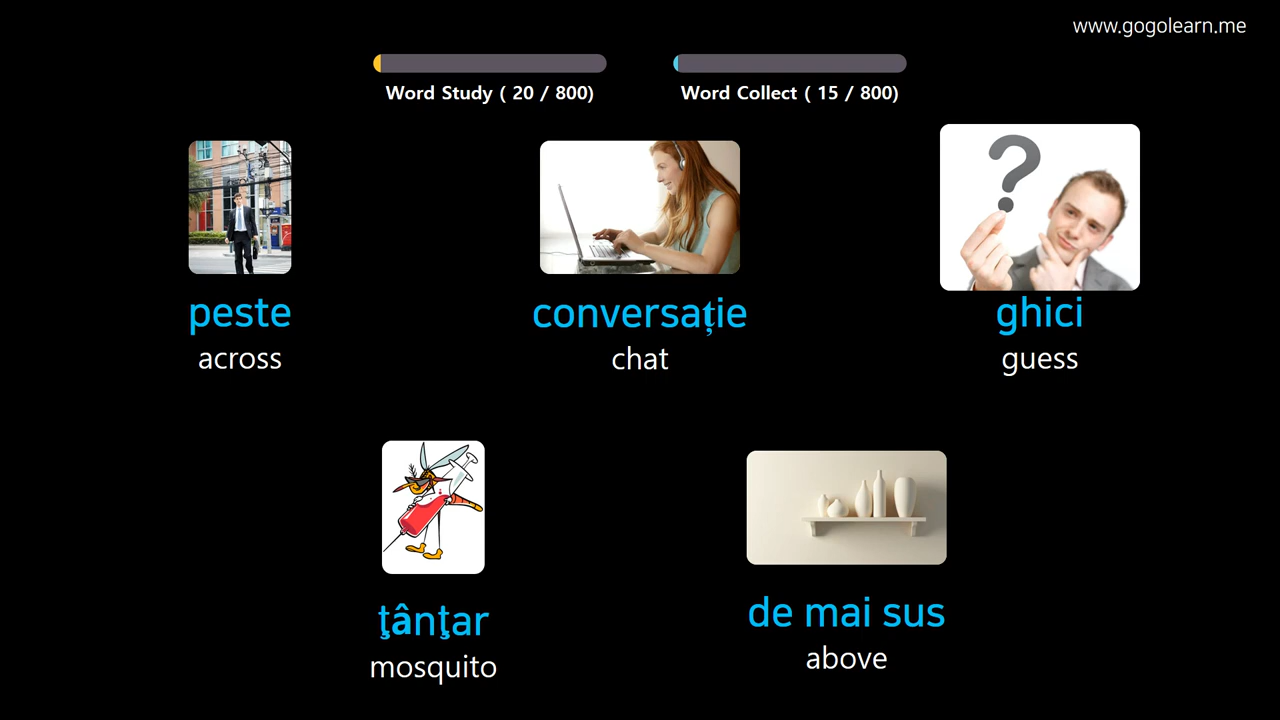 www.gogolearn.me
Word Study ( 20 / 800)
Word Collect ( 15 / 800)
peste
across
conversație
chat
ghici
guess
ţânţar
mosquito
de mai sus
above